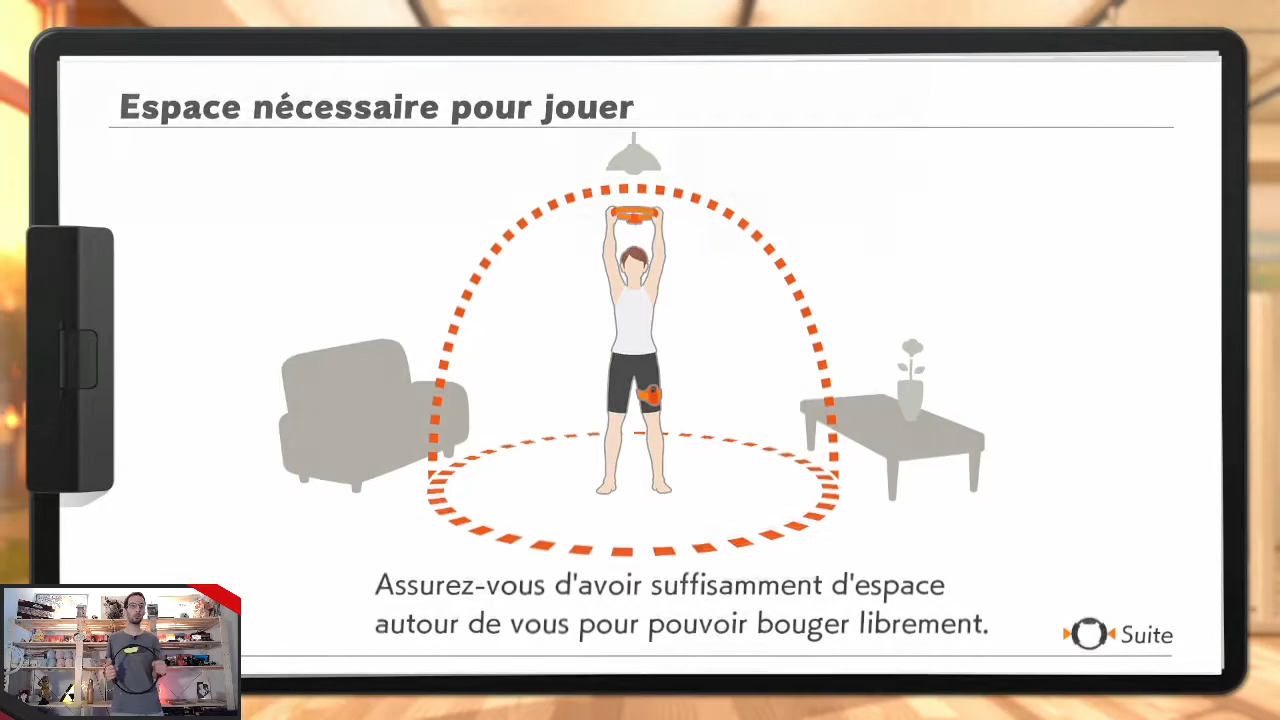 Espace nécessaire pour jouer
Assurez-vous d'avoir suffisamment d'espace
autour de vous pour pouvoir bouger librement.
Suite